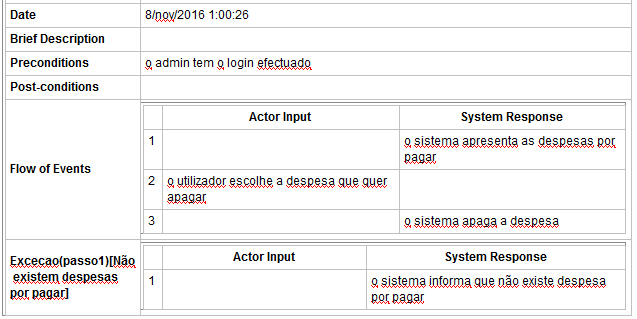 Date 8/nov/2016 1:00:26
Brief Description
Preconditions o admin tem o login efectuado
Post-conditions
Flow of Events
Actor Input System Response
1 o sistema apresenta as despesas por
pagar
2 o utilizador escolhe a despesa que quer
apagar
3 o sistema apaga a despesa
Excecao(passo1)[Não
existem despesas
por pagar]
Actor Input System Response
1 o sistema informa que não existe despesa
por pagar